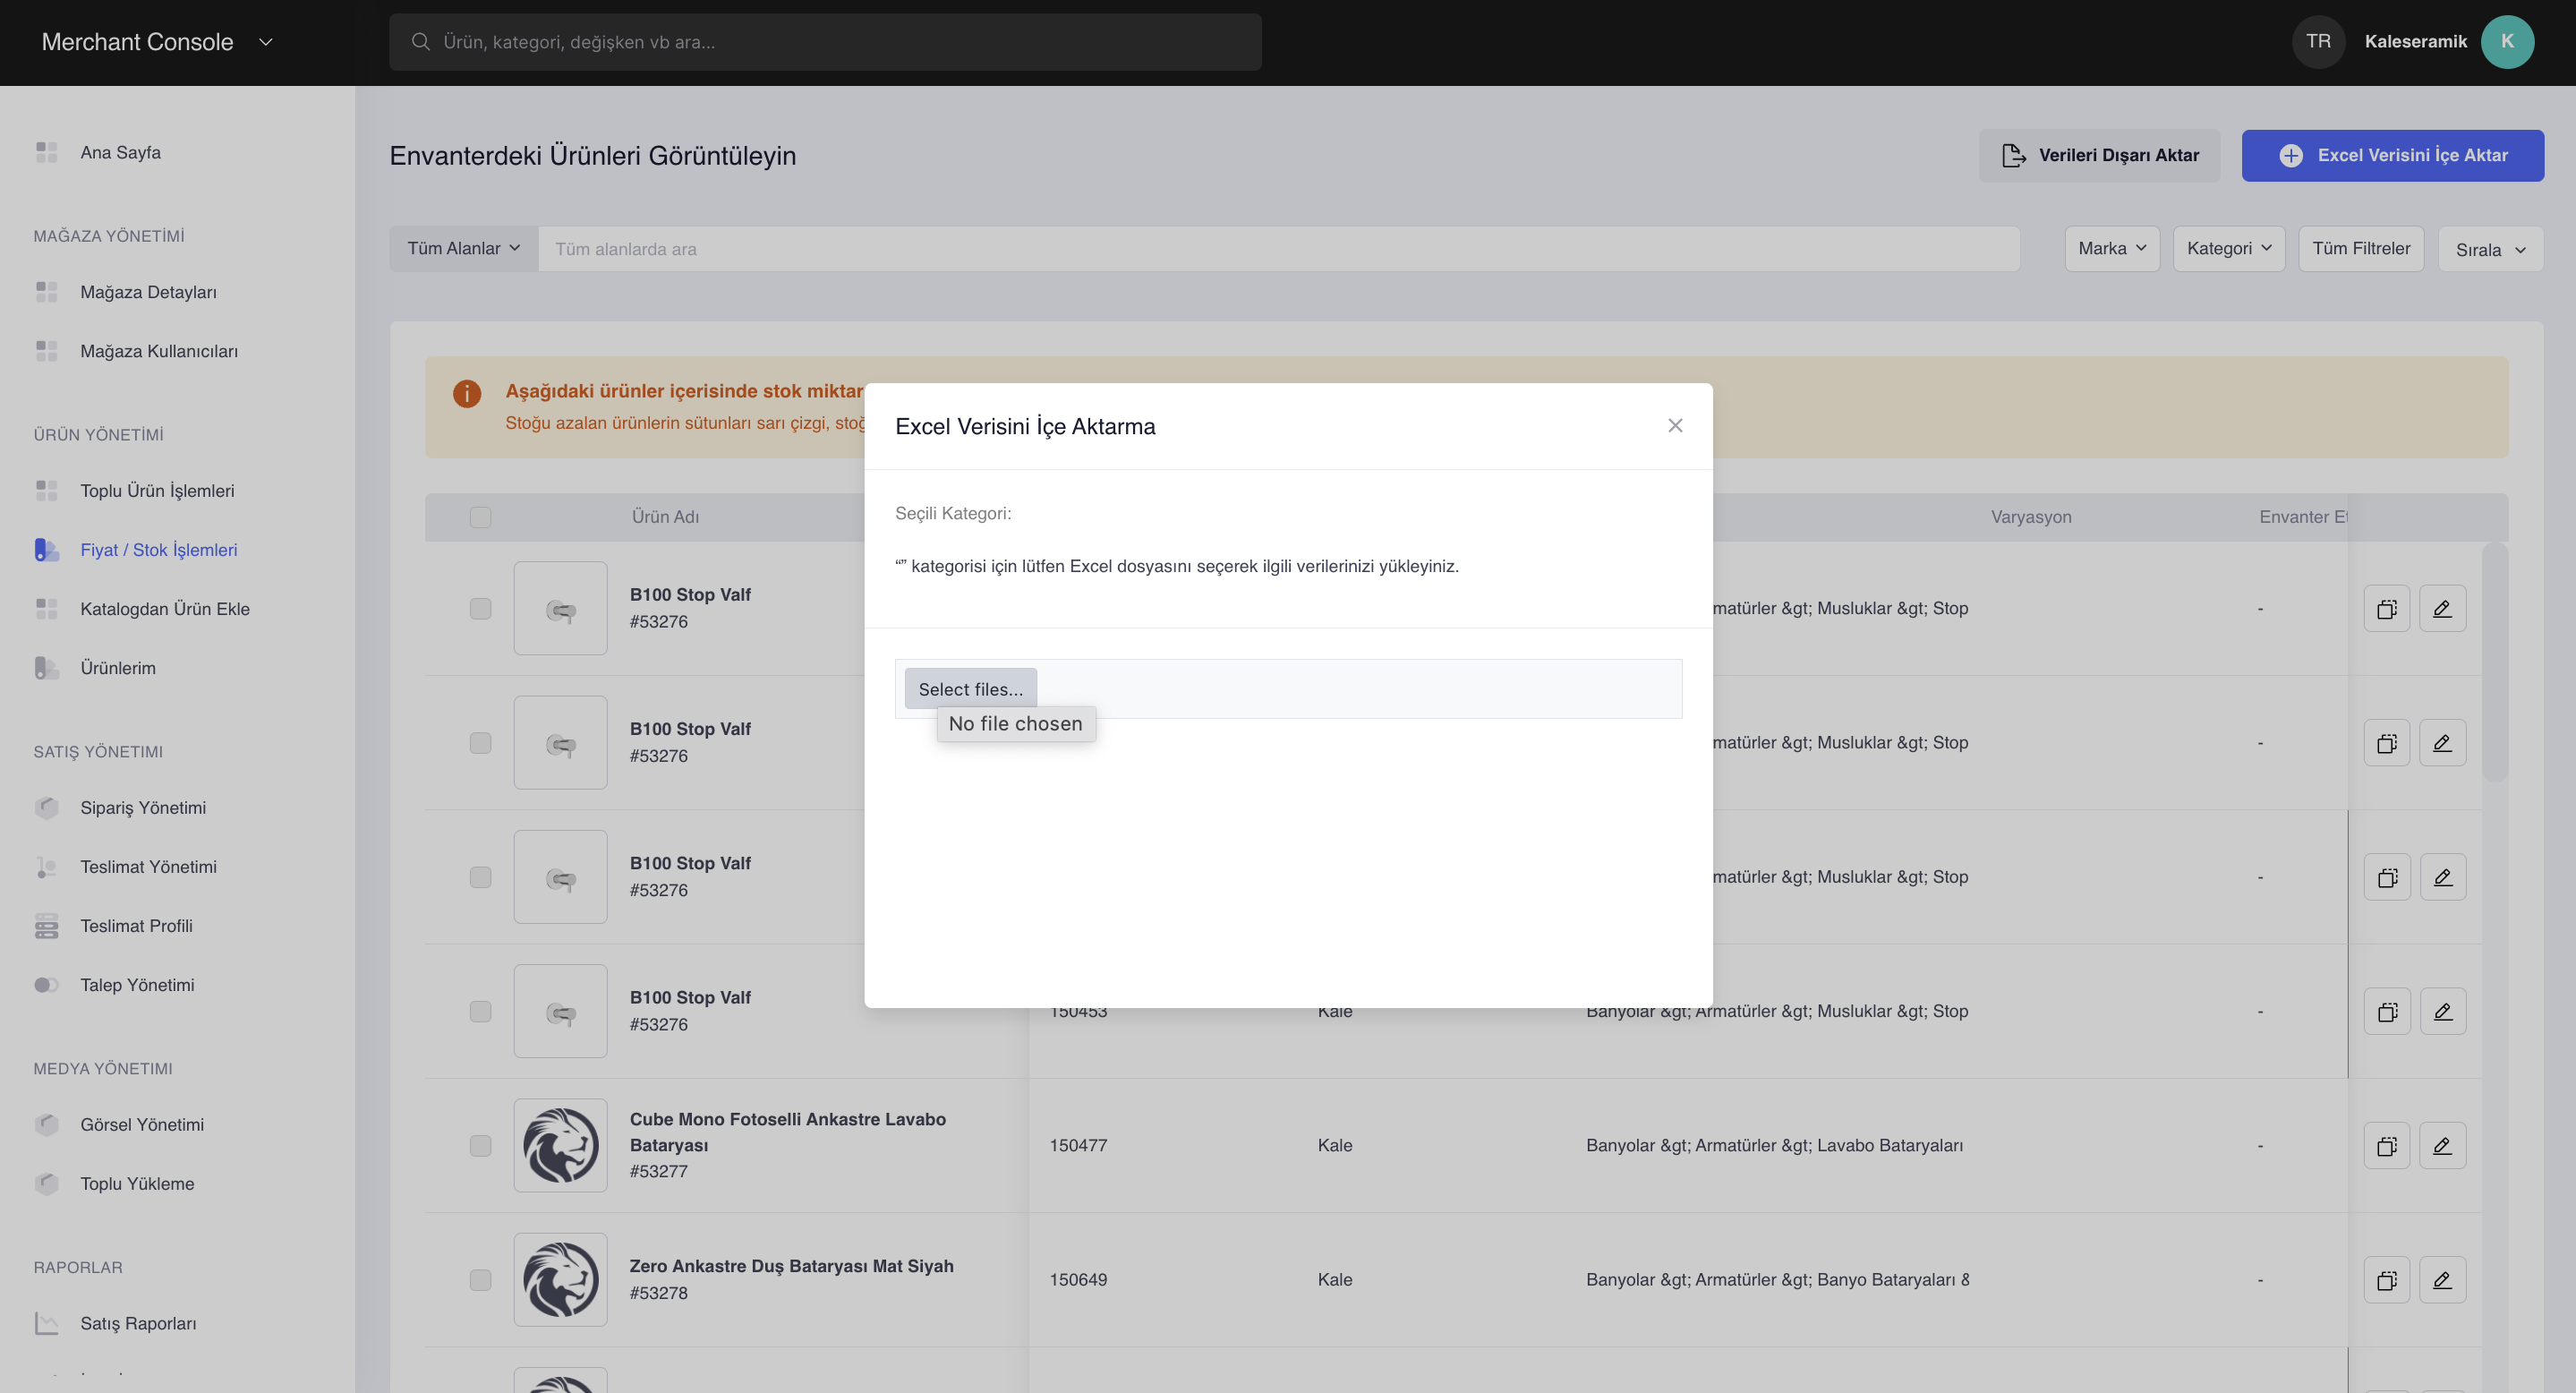 Merchant Console
Ürün, kategori, değişken vb ara...
TR
Kaleseramik
K
Ana Sayfa
MAĞAZA YÖNETİMİ
Mağaza Detayları
Mağaza Kullanıcıları
ÜRÜN YÖNETİMİ
Toplu Ürün İşlemleri
Fiyat / Stok İşlemleri
Katalogdan Ürün Ekle
Ürünlerim
SATIŞ YÖNETIMI
Sipariş Yönetimi
Teslimat Yönetimi
Teslimat Profili
Talep Yönetimi
MEDYA YÖNETIMI
Görsel Yönetimi
Toplu Yükleme
RAPORLAR
Satış Raporları
Envanterdeki Ürünleri Görüntüleyin
Verileri Dışarı Aktar
Excel Verisini İçe Aktar
Tüm Alanlar
Tüm alanlarda ara
Marka
Kategori
Tüm Filtreler
Sırala
Aşağıdaki ürünler içerisinde stok miktar
Stoğu azalan ürünlerin sütunları sarı çizgi, stoğ
Excel Verisini İçe Aktarma
Seçili Kategori:
“” kategorisi için lütfen Excel dosyasını seçerek ilgili verilerinizi yükleyiniz.
Select files...
No file chosen
Ürün Adı
Varyasyon
Envanter Et
B100 Stop Valf
#53276
matürler &gt; Musluklar &gt; Stop
-
B100 Stop Valf
#53276
matürler &gt; Musluklar &gt; Stop
-
B100 Stop Valf
#53276
matürler &gt; Musluklar &gt; Stop
-
B100 Stop Valf
#53276
150453
Kale
Banyolar &gt; Armatürler &gt; Musluklar &gt; Stop
-
Cube Mono Fotoselli Ankastre Lavabo
Bataryası
#53277
150477
Kale
Banyolar &gt; Armatürler &gt; Lavabo Bataryaları
-
Zero Ankastre Duş Bataryası Mat Siyah
#53278
150649
Kale
Banyolar &gt; Armatürler &gt; Banyo Bataryaları &
-